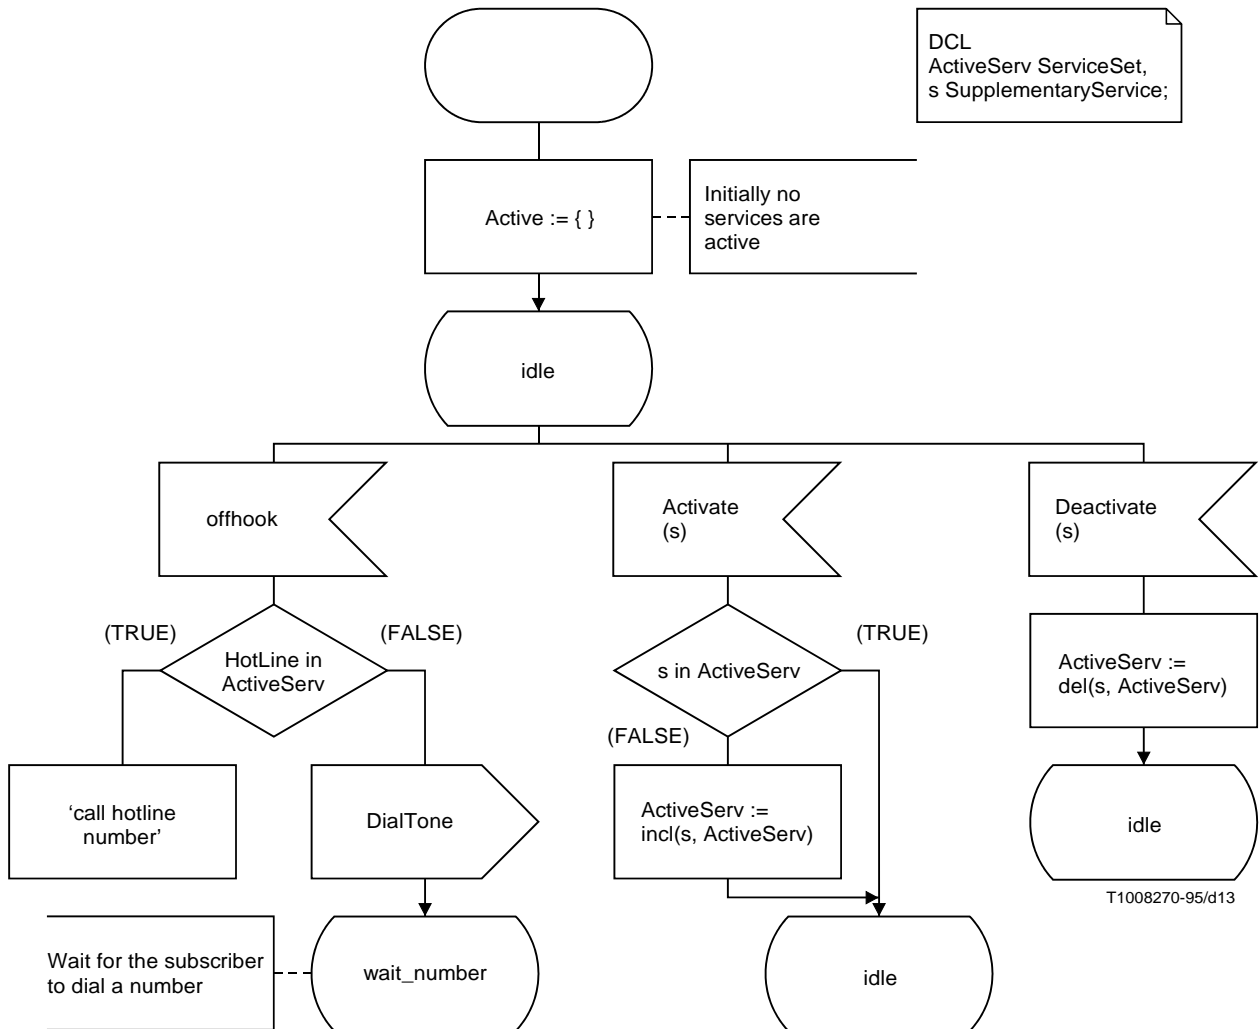 DCL
ActiveServ ServiceSet,
s SupplementaryService;
Active := { }
Initially no
services are
active
idle
offhook
Activate
(s)
Deactivate
(s)
(TRUE)
(FALSE)
HotLine in
ActiveServ
(TRUE)
s in ActiveServ
(FALSE)
ActiveServ :=
del(s, ActiveServ)
‘call hotline
number’
DialTone
ActiveServ :=
incl(s, ActiveServ)
idle
T1008270-95/d13
Wait for the subscriber
to dial a number
wait_number
idle